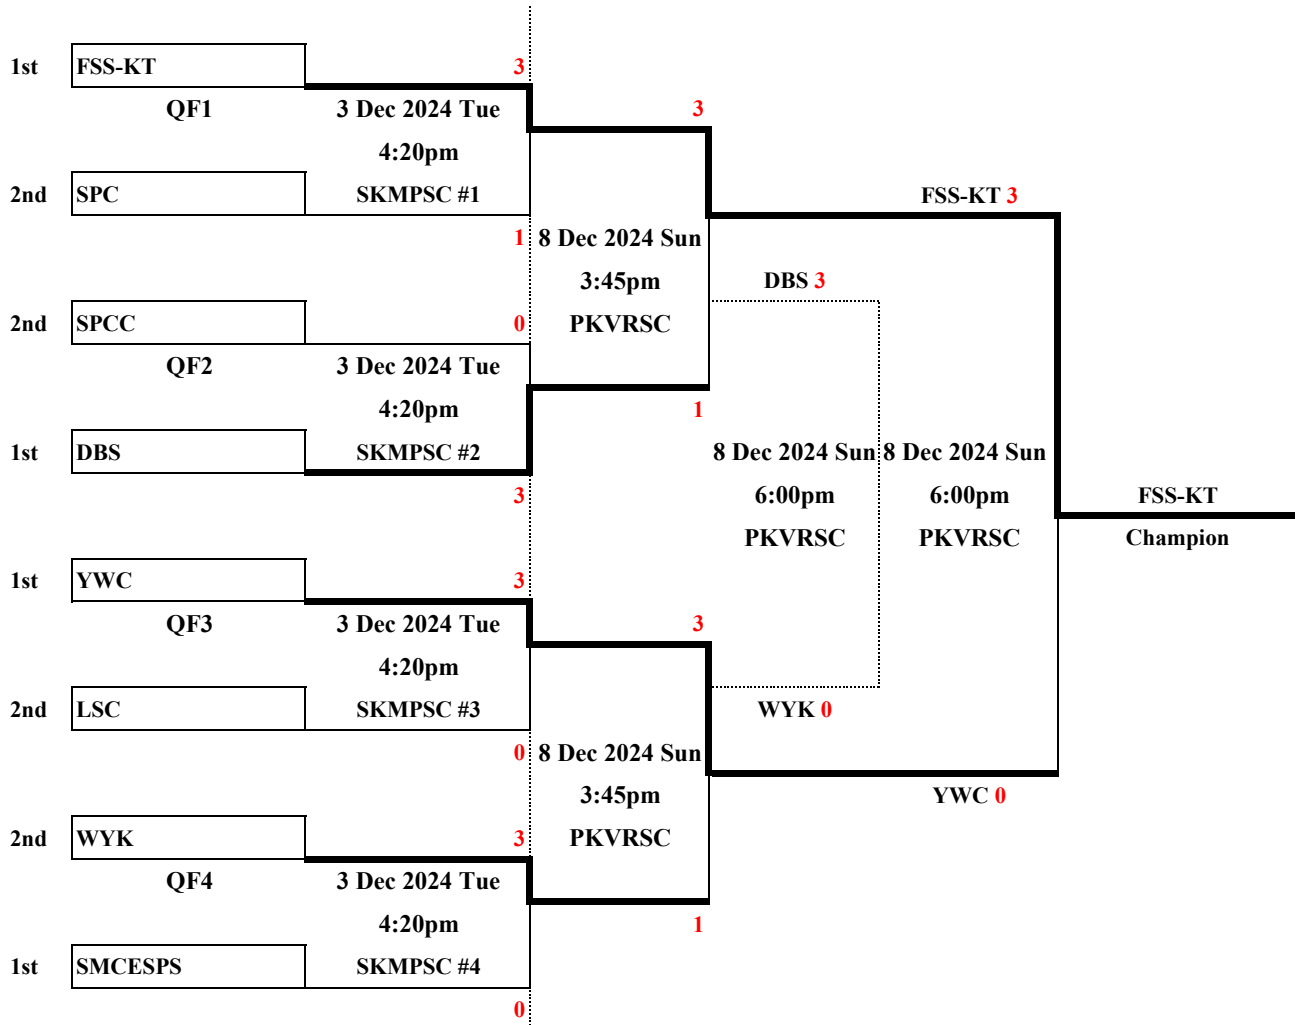 1st FSS-KT 3
QF1 3 Dec 2024 Tue 3
4:20pm
2nd SPC SKMPSC #1 FSS-KT 3
1 8 Dec 2024 Sun
3:45pm DBS 3
2nd SPCC 0 PKVRSC
QF2 3 Dec 2024 Tue
4:20pm 1
1st DBS SKMPSC #2 8 Dec 2024 Sun 8 Dec 2024 Sun
3 6:00pm 6:00pm FSS-KT
PKVRSC PKVRSC Champion
1st YWC 3
QF3 3 Dec 2024 Tue 3
4:20pm
2nd LSC SKMPSC #3 WYK 0
0 8 Dec 2024 Sun
3:45pm YWC 0
2nd WYK 3 PKVRSC
QF4 3 Dec 2024 Tue
4:20pm 1
1st SMCESPS SKMPSC #4
0